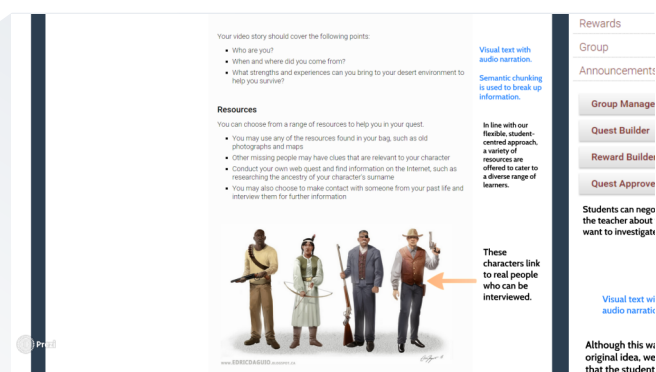 Your video story should cover the following points:
Who are you?
When and where did you come from?
What strengths and experiences can you bring to your desert environment to
help you survive?
Resources
You can choose from a range of resources to help you in your quest.
You may use any of the resources found in your bag, such as old
photographs and maps
Other missing people may have clues that are relevant to your character
Conduct your own web quest and find information on the Internet, such as
researching the ancestry of your character's surname
You may also choose to make contact with someone from your past life and
interview them for further information
Visual text with
audio narration.
Semantic chunking
is used to break up
information.
In line with our
flexible, student-
centred approach,
a variety of
resources are
offered to cater to
a diverse range of
learners.
These
characters link
to real people
who can be
interviewed.
Prezi
Rewards
Group
Announcements
Group Manage
Quest Builder
Reward Builder
Quest Approve
Students can nego
the teacher about
want to investigate
Visual text wi
audio narratio
Although this wa
original idea, we
that the student